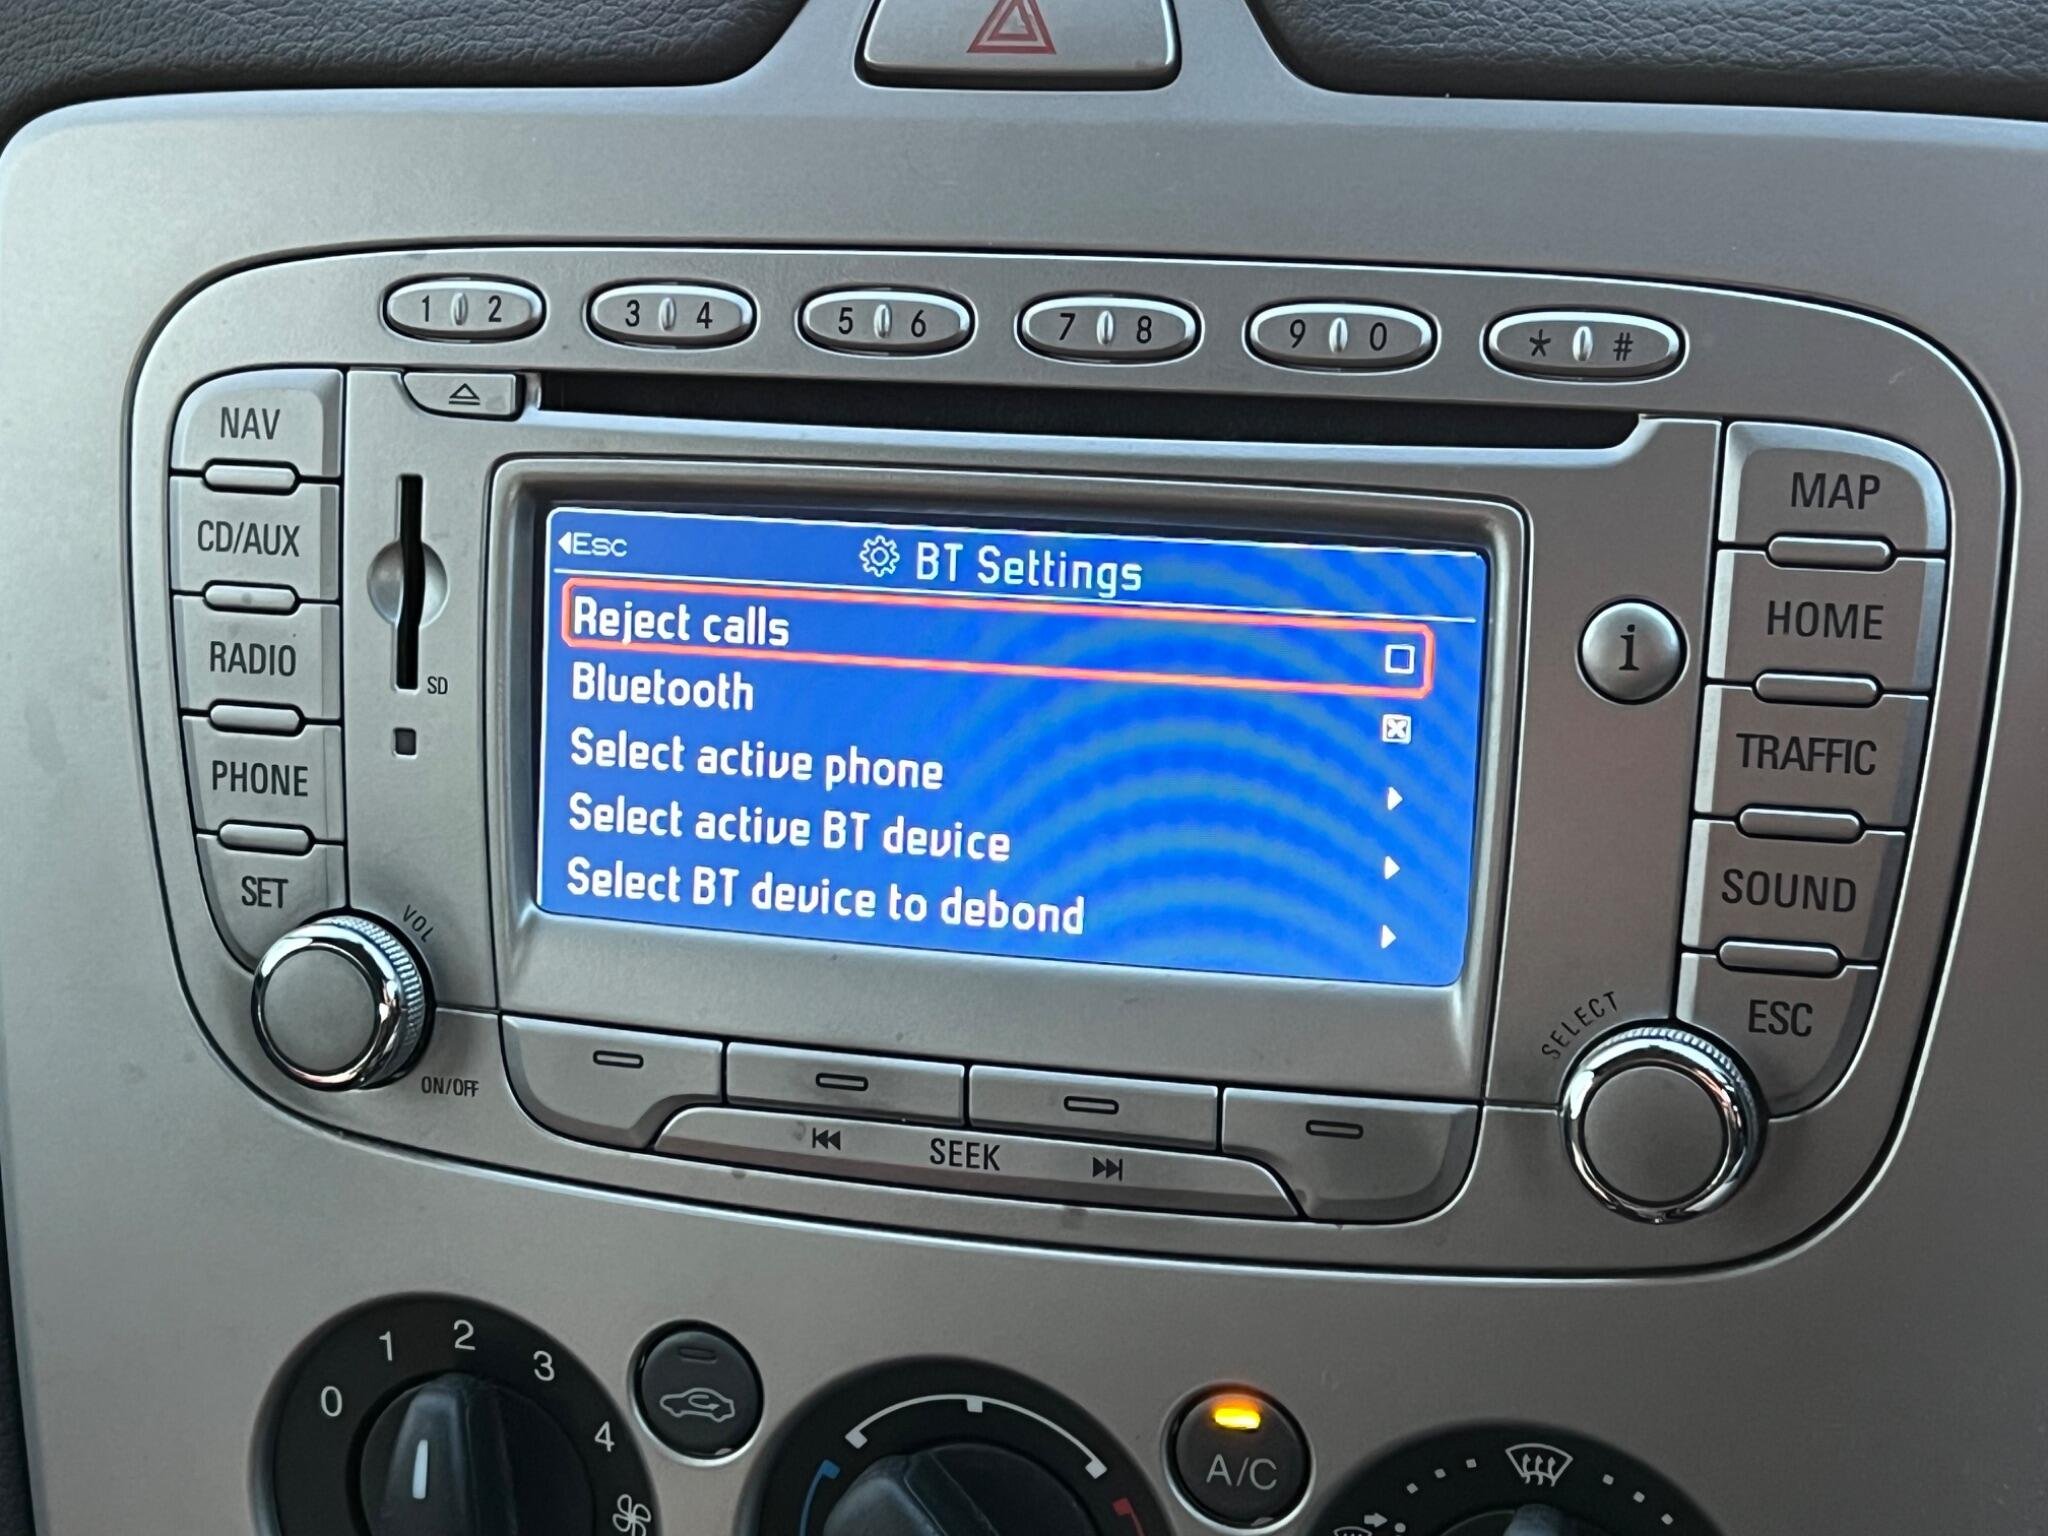 1 2 3 4 5 6 7 8 9 0 * #
NAV
CD/AUX
RADIO
PHONE
SET
SD
VOL
ON/OFF
Esc
BT Settings
Reject calls
Bluetooth
Select active phone
Select active BT device
Select BT device to debond
SEEK
i
MAP
HOME
TRAFFIC
SOUND
ESC
SELECT
0 1 2 3 4
A/C